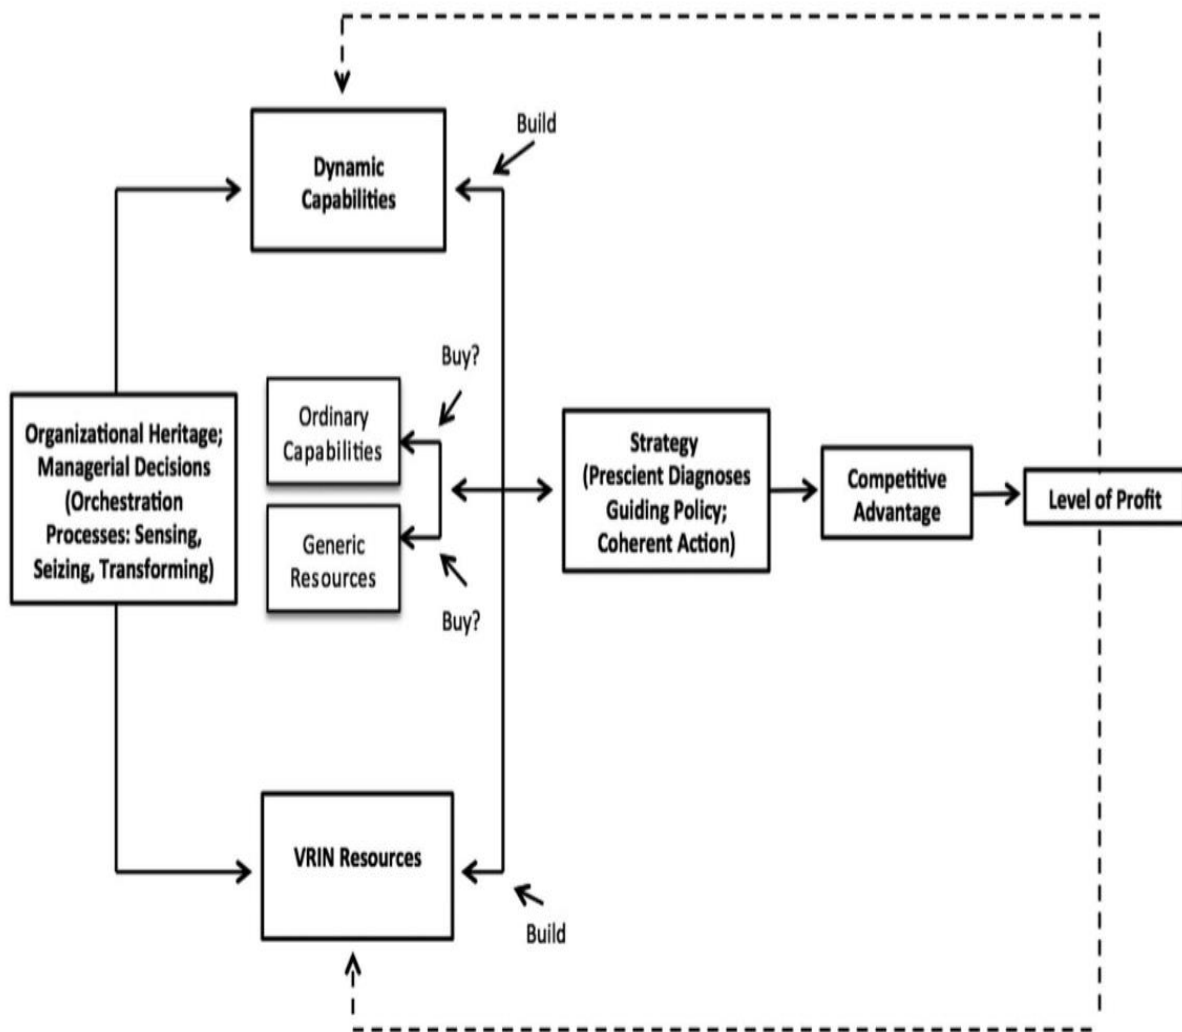 Build
Dynamic
Capabilities
Buy?
Ordinary
Capabilities
Organizational Heritage;
Managerial Decisions
(Orchestration
Processes: Sensing,
Seizing, Transforming)
Generic
Resources
Buy?
Strategy
(Prescient Diagnoses
Guiding Policy;
Coherent Action)
Competitive
Advantage
Level of Profit
VRIN Resources
Build